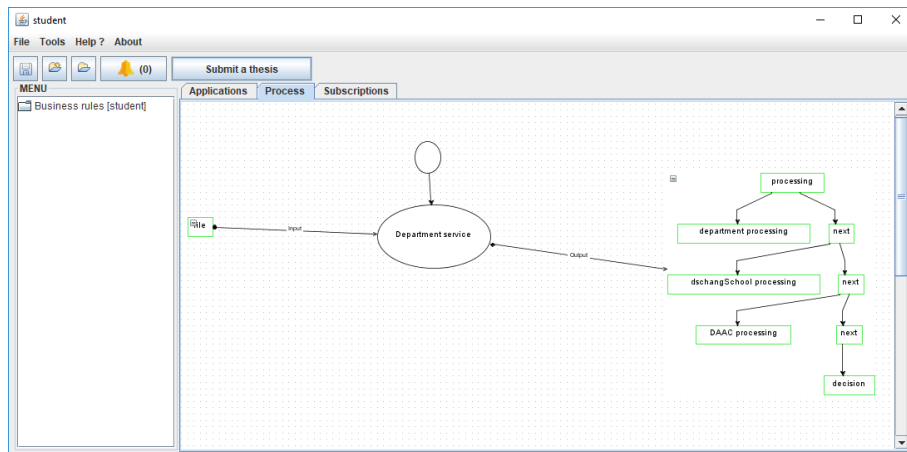 student
File Tools Help ? About
(0)
Submit a thesis
MENU
Business rules [student]
Applications Process Subscriptions
processing
file
Input
Department service
department processing
next
Output
dschangSchool processing
next
DAAC processing
next
decision